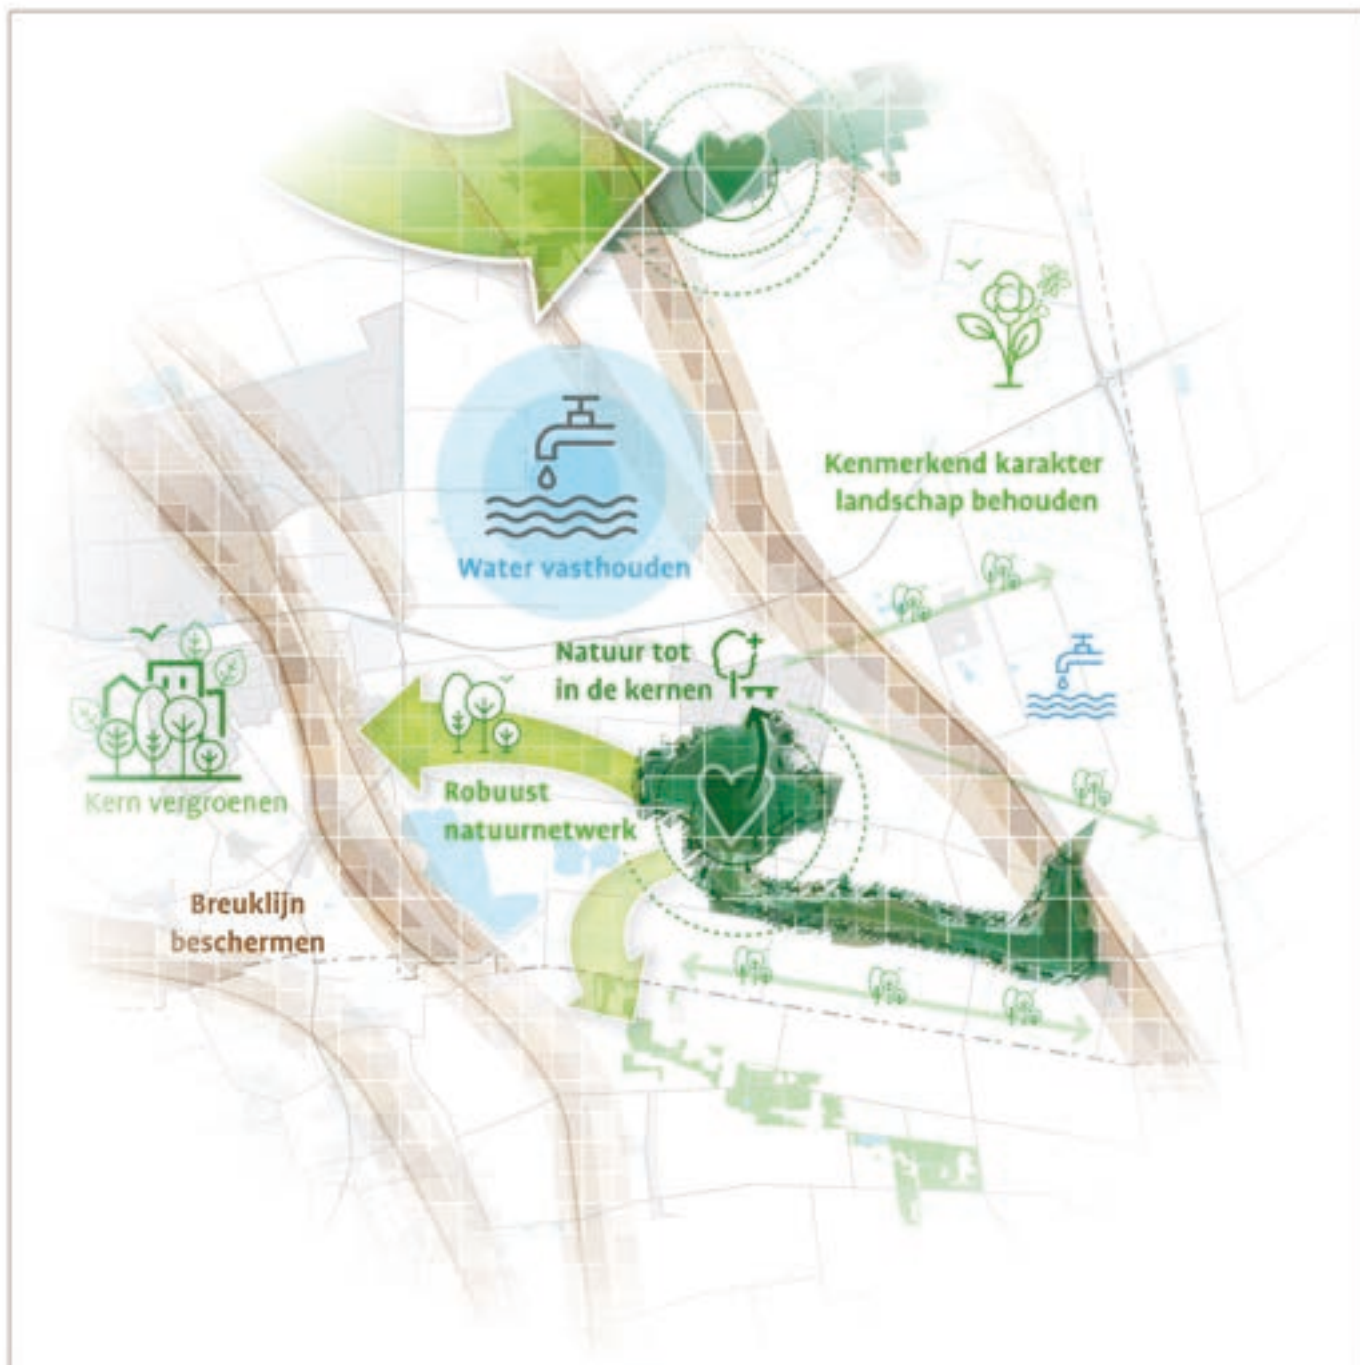 Kenmerkend karakter
landschap behouden
Water vasthouden
Natuur tot
in de kernen
Robuust
natuurnetwerk
Kern vergroenen
Breuklijn
beschermen